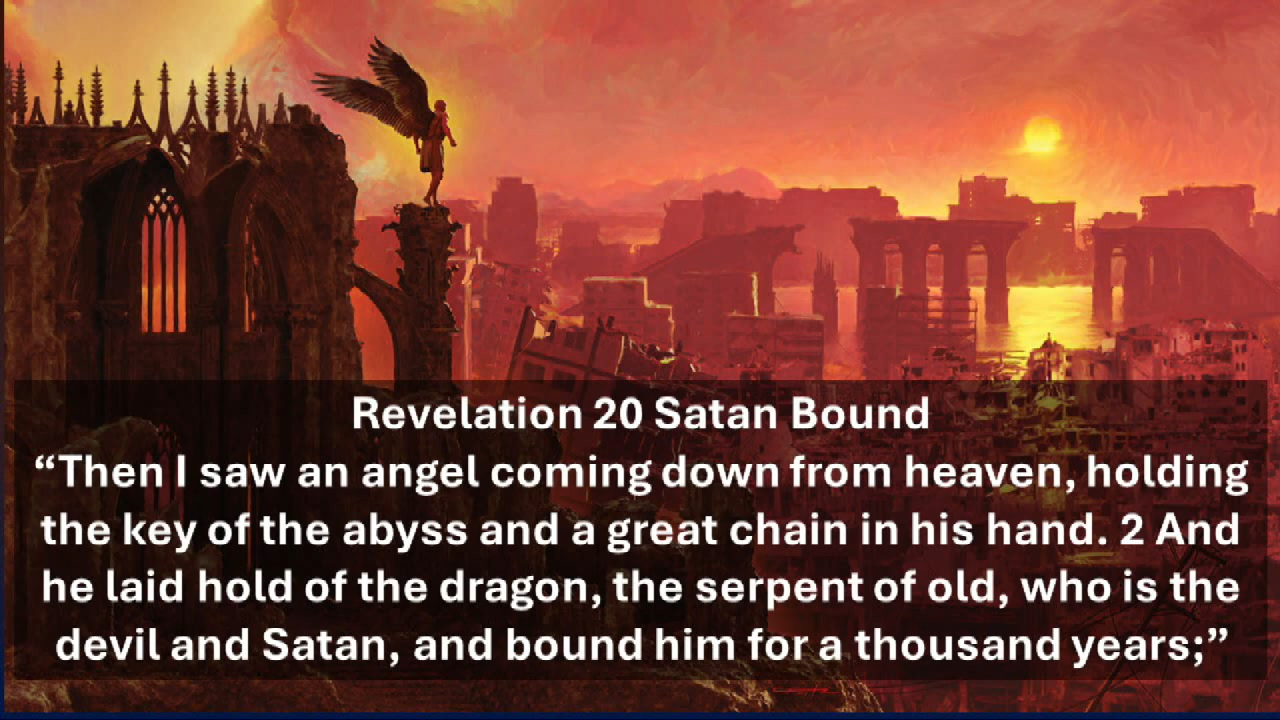 Revelation 20 Satan Bound
“Then I saw an angel coming down from heaven, holding
the key of the abyss and a great chain in his hand. 2 And
he laid hold of the dragon, the serpent of old, who is the
devil and Satan, and bound him for a thousand years;”